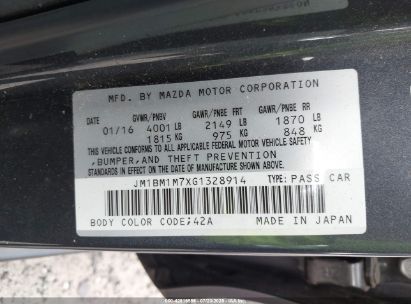 MFD. BY MAZDA MOTOR CORPORATION
GVWR/PNBV GAWR/PNBE FRT GAWR/PNBE RR
01/16 4001 LB 2149 LB 1870 LB
1815 KG 975 KG 848 KG
THIS VEHICLE CONFORMS TO ALL APPLICABLE FEDERAL MOTOR VEHICLE SAFETY
,BUMPER,AND THEFT PREVENTION
STANDARDS IN EFFECT ON THE DATE OF MANUFACTURE SHOWN ABOVE.
JM1BM1M7XG1328914 TYPE: PASS CAR
BODY COLOR CODE:42A MADE IN JAPAN